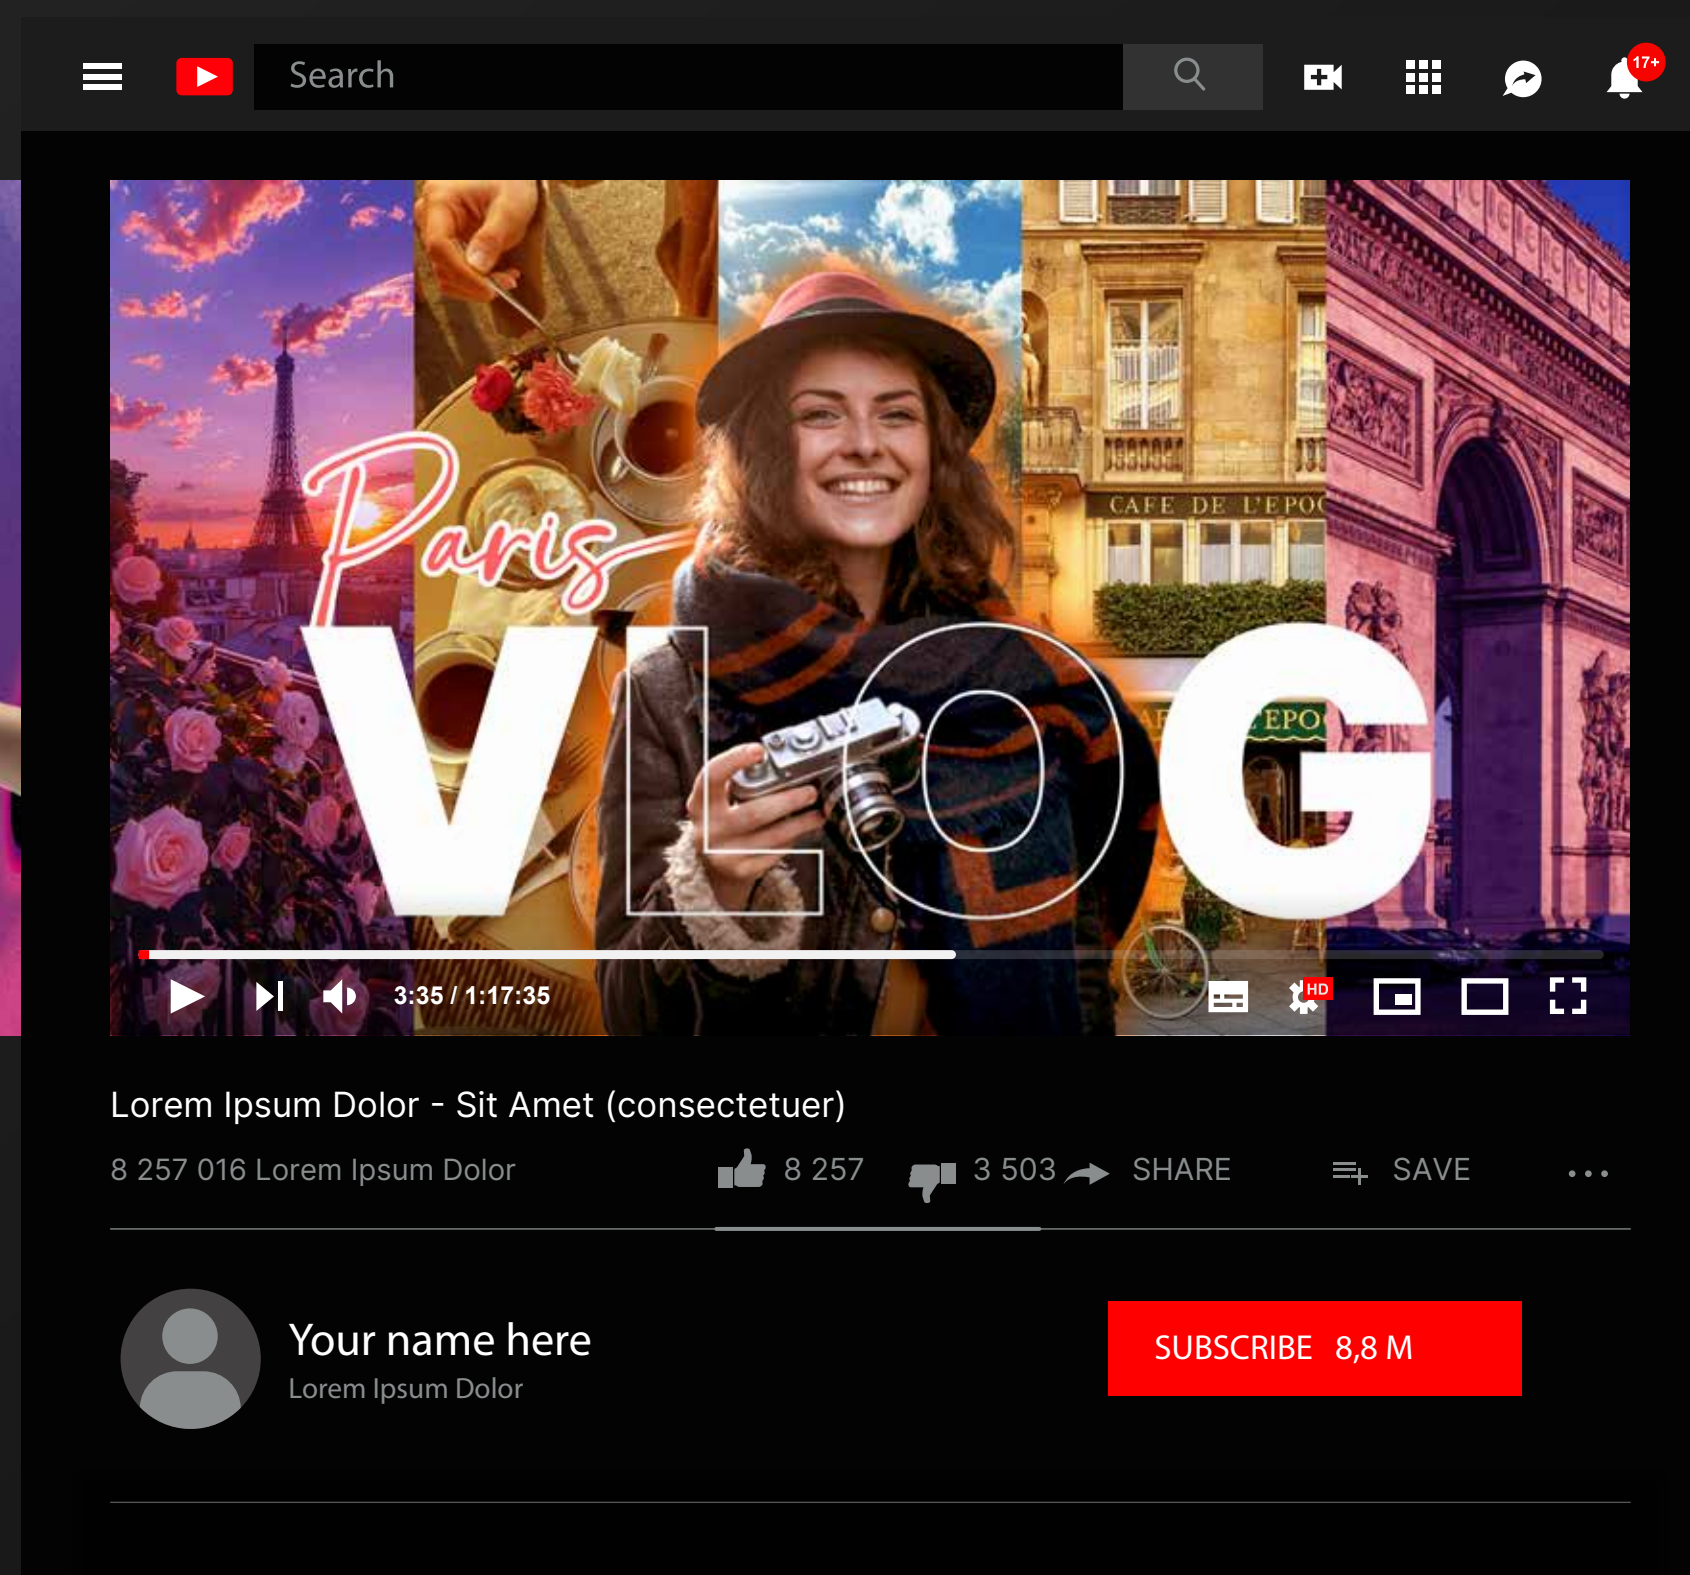 Search
17+
CAFE DE L'EPO
Paris
VLOG
'EPO
3:35 / 1:17:35
HD
Lorem Ipsum Dolor - Sit Amet (consectetuer)
8 257 016 Lorem Ipsum Dolor
8 257
3 503
SHARE
SAVE
...
Your name here
Lorem Ipsum Dolor
SUBSCRIBE 8,8 M